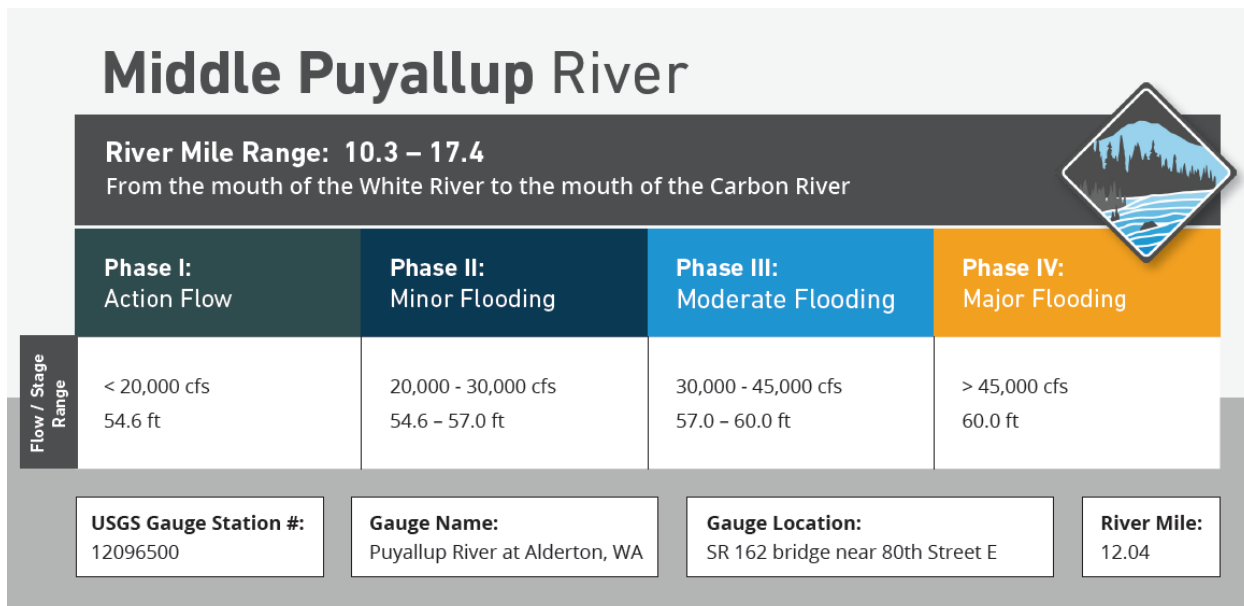 Middle Puyallup River
River Mile Range: 10.3 – 17.4
From the mouth of the White River to the mouth of the Carbon River
Phase I:
Action Flow
Phase II:
Minor Flooding
Phase III:
Moderate Flooding
Phase IV:
Major Flooding
Flow / Stage
Range
< 20,000 cfs
54.6 ft
20,000 - 30,000 cfs
54.6 – 57.0 ft
30,000 - 45,000 cfs
57.0 – 60.0 ft
> 45,000 cfs
60.0 ft
USGS Gauge Station #:
12096500
Gauge Name:
Puyallup River at Alderton, WA
Gauge Location:
SR 162 bridge near 80th Street E
River Mile:
12.04